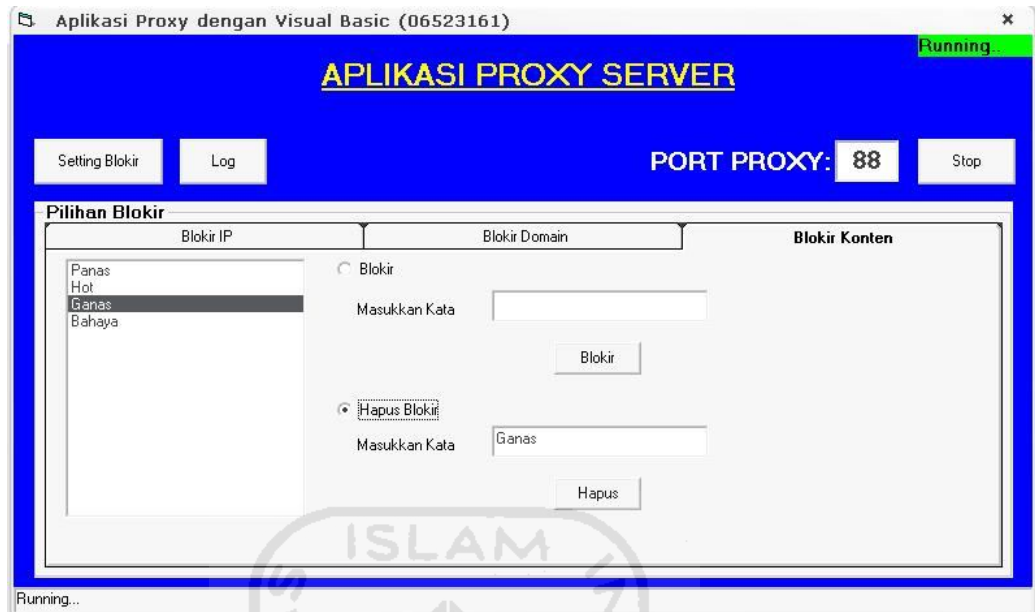 Aplikasi Proxy dengan Visual Basic (06523161)
Running..
APLIKASI PROXY SERVER
Setting Blokir Log PORT PROXY: 88 Stop
Pilihan Blokir
Blokir IP Blokir Domain Blokir Konten
Panas
Hot
Ganas
Bahaya
Blokir
Masukkan Kata
Blokir
Hapus Blokir
Masukkan Kata Ganas
Hapus
ISLAM
Running...